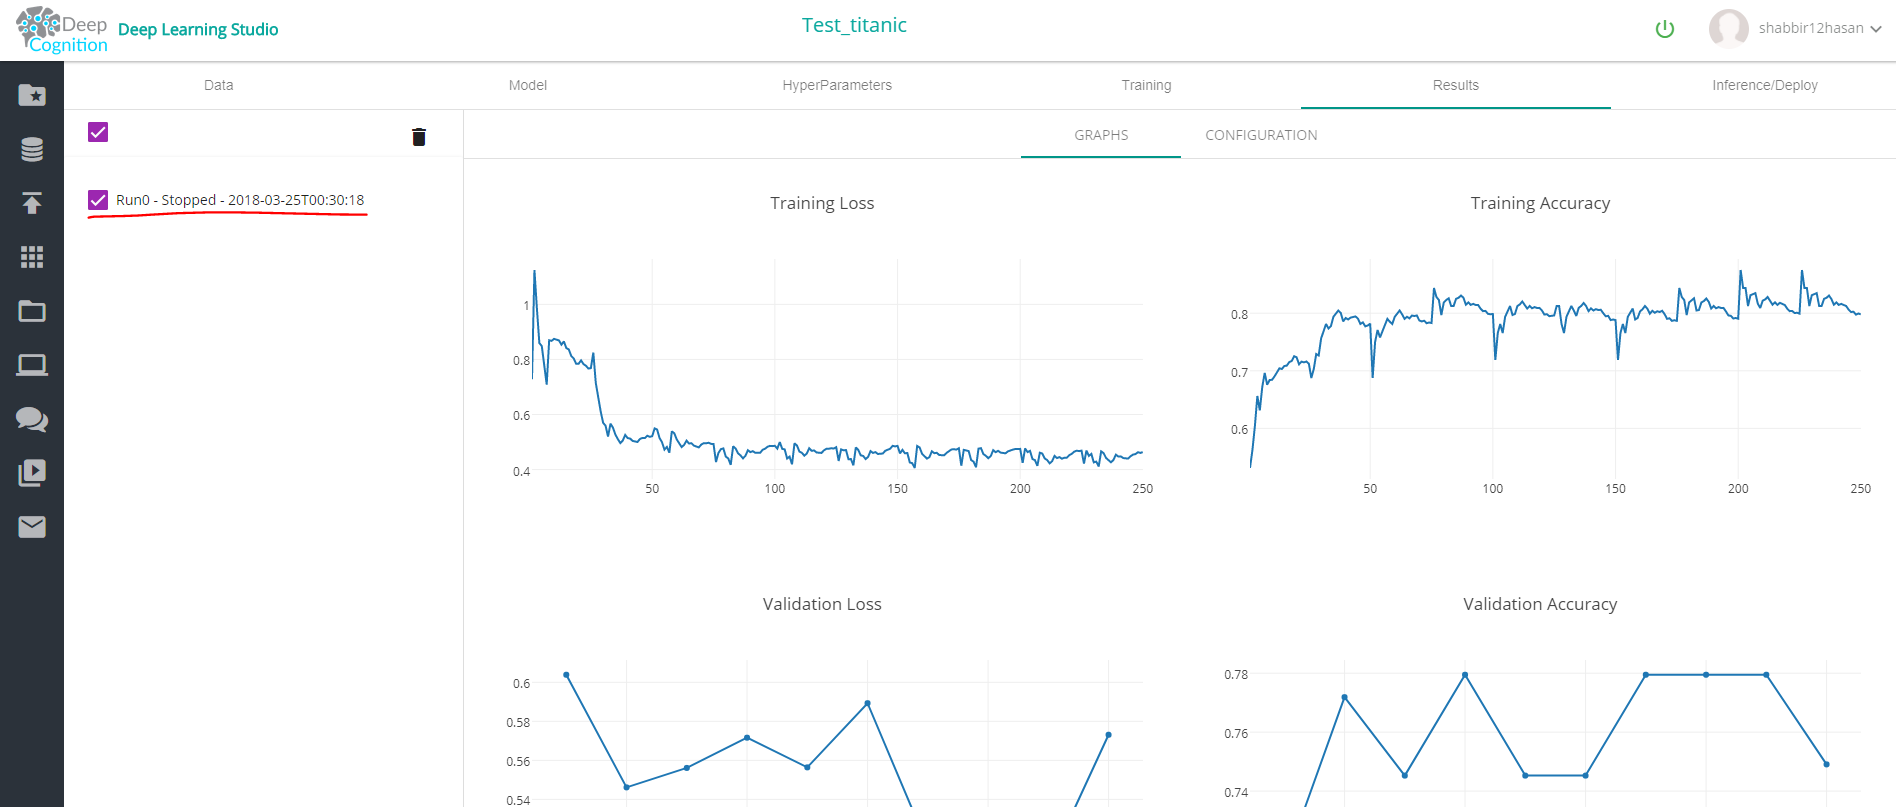 Deep
Cognition
Deep Learning Studio
Test_titanic
shabbir12hasan
Data
Model
HyperParameters
Training
Results
Inference/Deploy
GRAPHS
CONFIGURATION
Run0 - Stopped - 2018-03-25T00:30:18
Training Loss
1
0.8
0.6
0.4
50 100 150 200 250
Training Accuracy
0.8
0.7
0.6
50 100 150 200 250
Validation Loss
0.6
0.58
0.56
0.54
Validation Accuracy
0.78
0.76
0.74